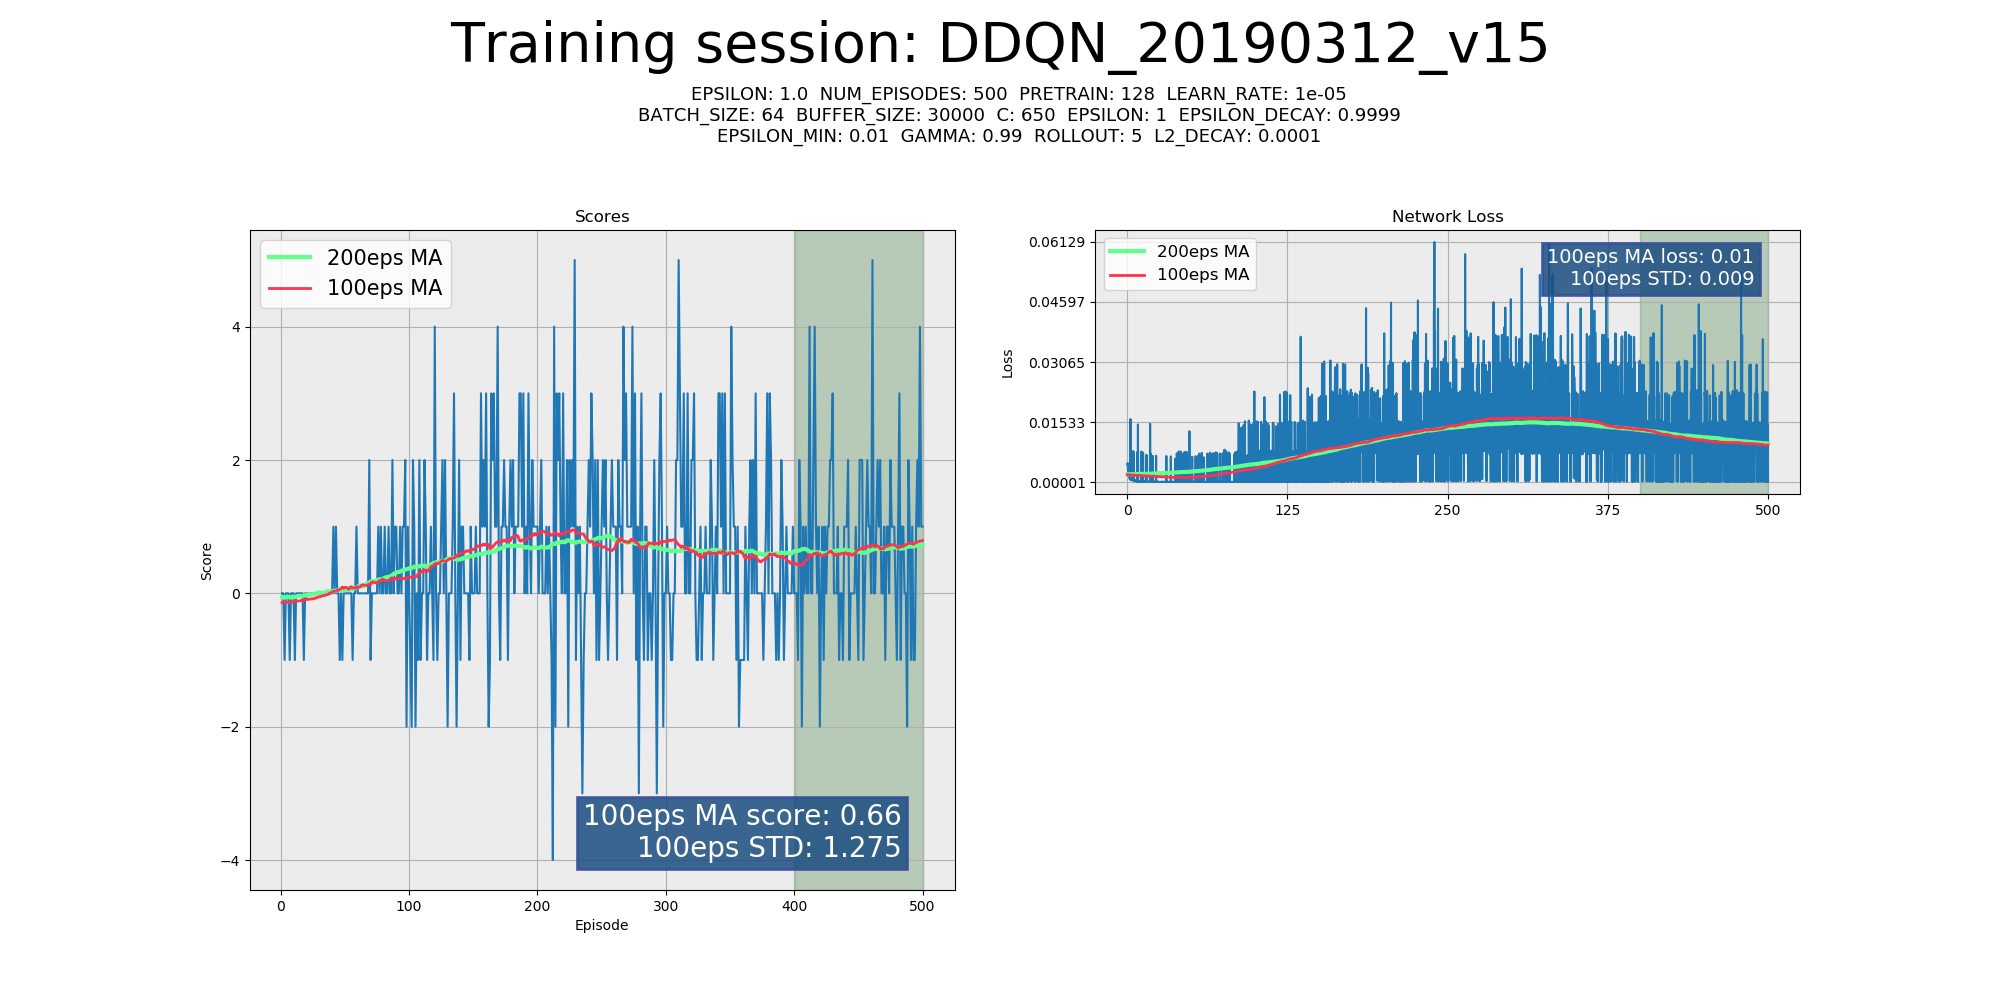 Training session: DDQN_20190312_v15
EPSILON: 1.0  NUM_EPISODES: 500  PRETRAIN: 128  LEARN_RATE: 1e-05
BATCH_SIZE: 64  BUFFER_SIZE: 30000  C: 650  EPSILON: 1  EPSILON_DECAY: 0.9999
EPSILON_MIN: 0.01  GAMMA: 0.99  ROLLOUT: 5  L2_DECAY: 0.0001
Scores
200eps MA
100eps MA
4
2
0
−2
−4
Score
100eps MA score: 0.66
100eps STD: 1.275
0 100 200 300 400 500
Episode
Network Loss
200eps MA
100eps MA
100eps MA loss: 0.01
100eps STD: 0.009
0.06129
0.04597
0.03065
0.01533
0.00001
Loss
0 125 250 375 500